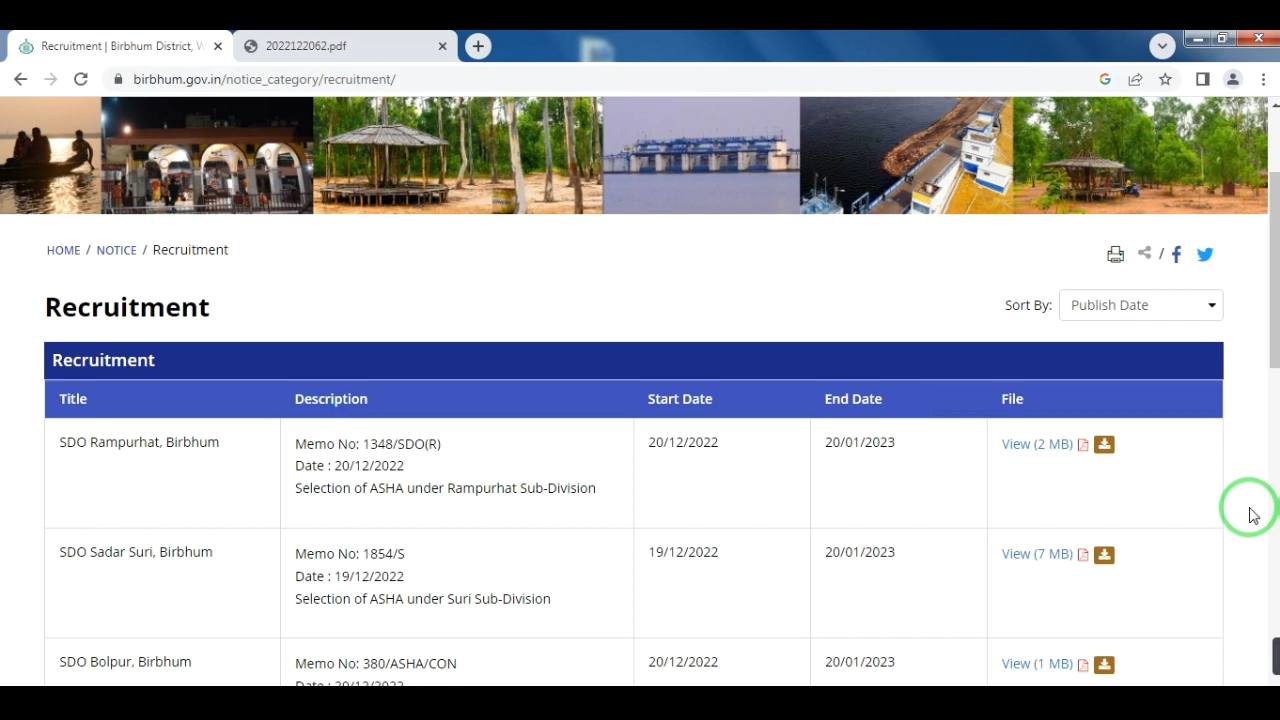 Recruitment | Birbhum District, W
2022122062.pdf
birbhum.gov.in/notice_category/recruitment/
HOME / NOTICE / Recruitment
Recruitment
Sort By: Publish Date
Recruitment
Title Description Start Date End Date File
SDO Rampurhat, Birbhum Memo No: 1348/SDO(R) 20/12/2022 20/01/2023 View (2 MB)
Date : 20/12/2022
Selection of ASHA under Rampurhat Sub-Division
SDO Sadar Suri, Birbhum Memo No: 1854/S 19/12/2022 20/01/2023 View (7 MB)
Date : 19/12/2022
Selection of ASHA under Suri Sub-Division
SDO Bolpur, Birbhum Memo No: 380/ASHA/CON 20/12/2022 20/01/2023 View (1 MB)
Date : 20/12/2022